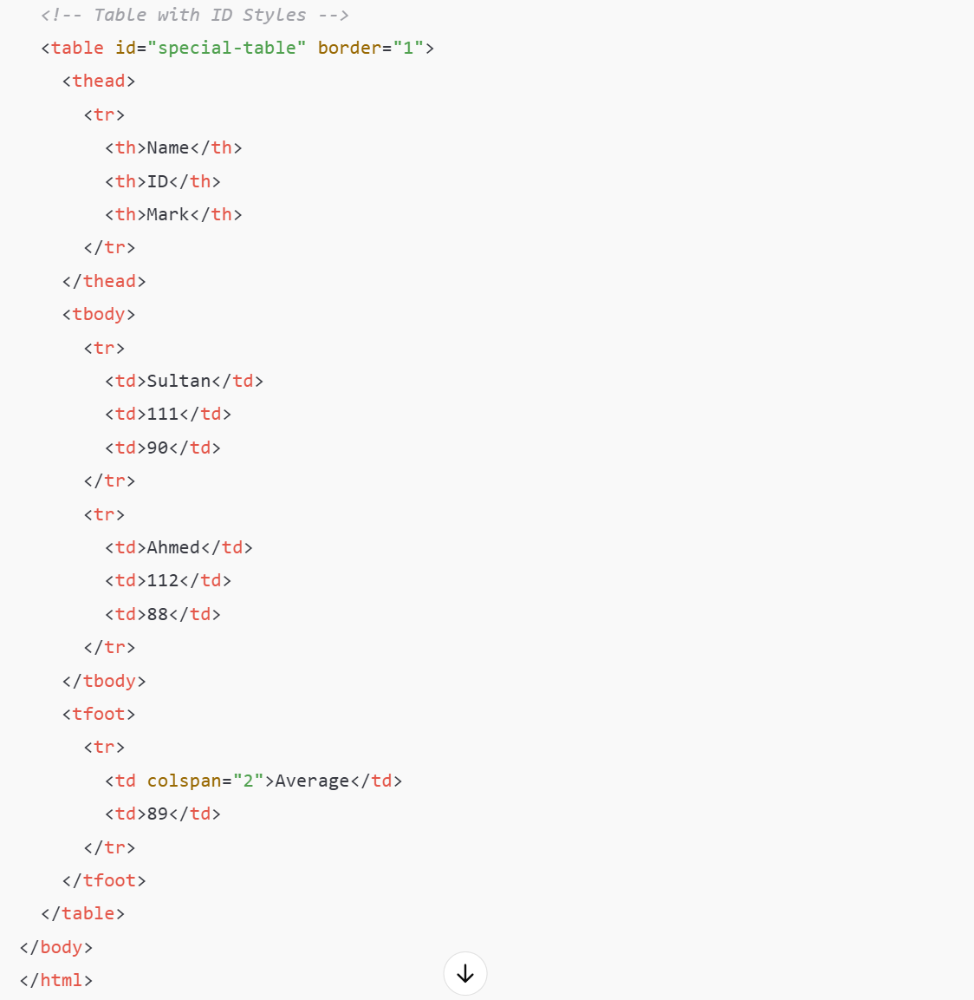 <!-- Table with ID Styles -->
<table id="special-table" border="1">
<thead>
<tr>
<th>Name</th>
<th>ID</th>
<th>Mark</th>
</tr>
</thead>
<tbody>
<tr>
<td>Sultan</td>
<td>111</td>
<td>90</td>
</tr>
<tr>
<td>Ahmed</td>
<td>112</td>
<td>88</td>
</tr>
</tbody>
<tfoot>
<tr>
<td colspan="2">Average</td>
<td>89</td>
</tr>
</tfoot>
</table>
</body>
</html>